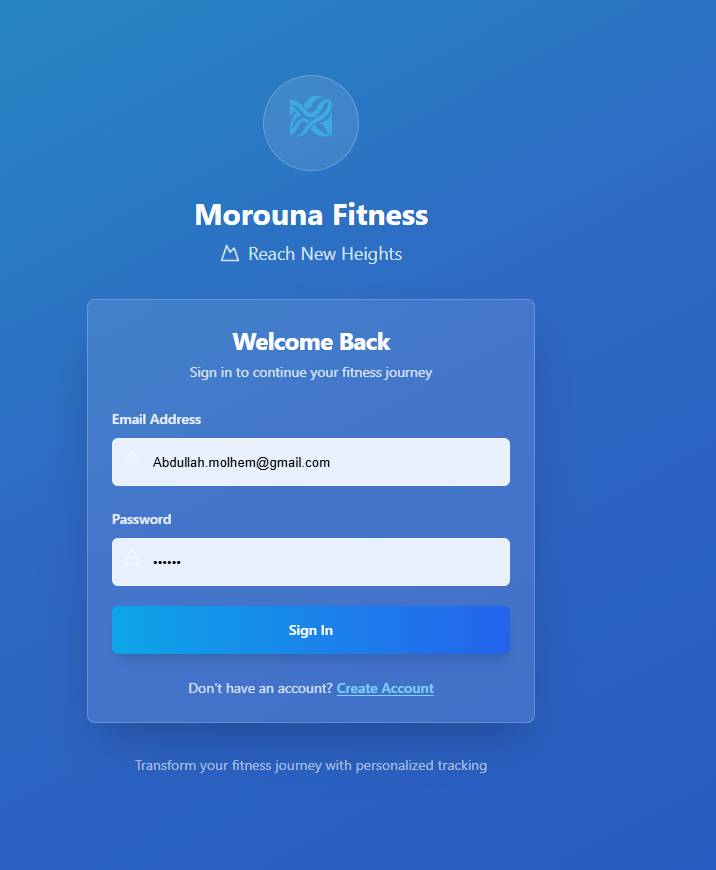 Morouna Fitness
Reach New Heights
Welcome Back
Sign in to continue your fitness journey
Email Address
Abdullah.molhem@gmail.com
Password
••••••
Sign In
Don't have an account? Create Account
Transform your fitness journey with personalized tracking